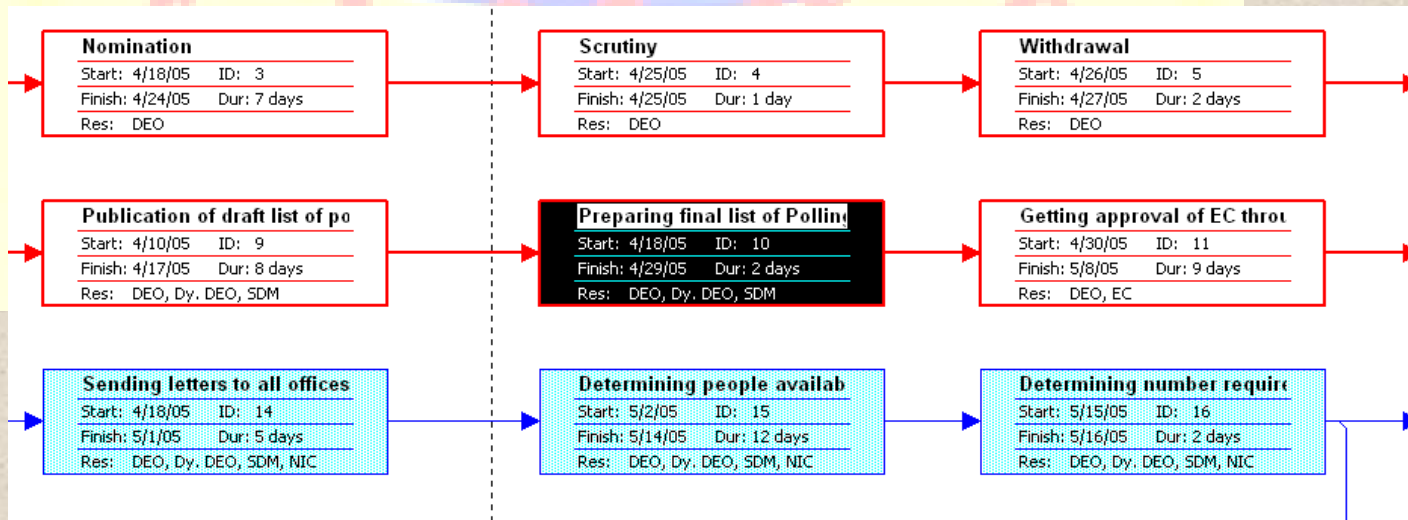 Nomination
Start: 4/18/05 ID: 3
Finish: 4/24/05 Dur: 7 days
Res: DEO
Scrutiny
Start: 4/25/05 ID: 4
Finish: 4/25/05 Dur: 1 day
Res: DEO
Withdrawal
Start: 4/26/05 ID: 5
Finish: 4/27/05 Dur: 2 days
Res: DEO
Publication of draft list of po
Start: 4/10/05 ID: 9
Finish: 4/17/05 Dur: 8 days
Res: DEO, Dy. DEO, SDM
Preparing final list of Polling
Start: 4/18/05 ID: 10
Finish: 4/29/05 Dur: 2 days
Res: DEO, Dy. DEO, SDM
Getting approval of EC throu
Start: 4/30/05 ID: 11
Finish: 5/8/05 Dur: 9 days
Res: DEO, EC
Sending letters to all offices
Start: 4/18/05 ID: 14
Finish: 5/1/05 Dur: 5 days
Res: DEO, Dy. DEO, SDM, NIC
Determining people availab
Start: 5/2/05 ID: 15
Finish: 5/14/05 Dur: 12 days
Res: DEO, Dy. DEO, SDM, NIC
Determining number require
Start: 5/15/05 ID: 16
Finish: 5/16/05 Dur: 2 days
Res: DEO, Dy. DEO, SDM, NIC